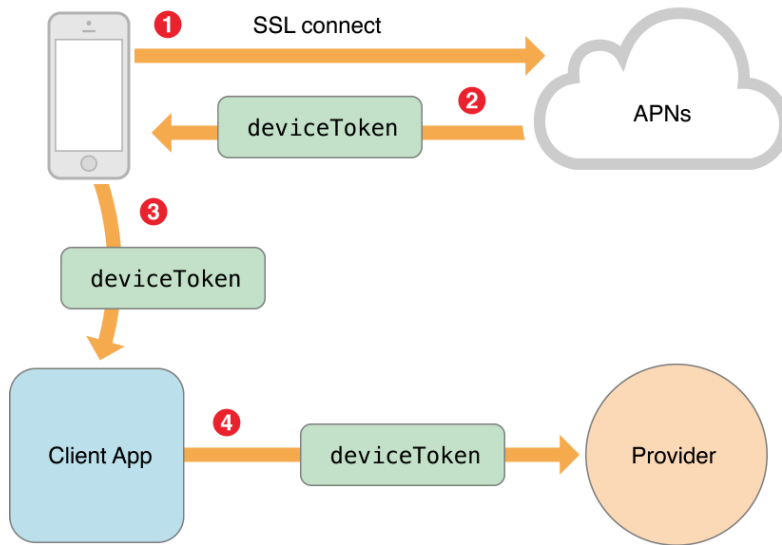 1
SSL connect
2
deviceToken
APNs
3
deviceToken
4
Client App
deviceToken
Provider